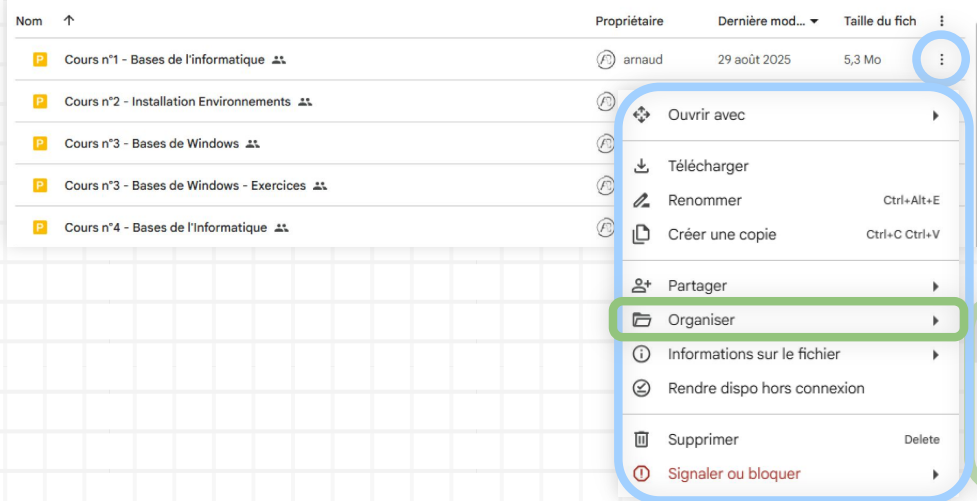 Nom ↑ Propriétaire Dernière mod... ▼ Taille du fich
Cours n°1 - Bases de l'informatique arnaud 29 août 2025 5,3 Mo
Cours n°2 - Installation Environnements
Cours n°3 - Bases de Windows
Cours n°3 - Bases de Windows - Exercices
Cours n°4 - Bases de l'Informatique
Ouvrir avec
Télécharger
Renommer Ctrl+Alt+E
Créer une copie Ctrl+C Ctrl+V
Partager
Organiser
Informations sur le fichier
Rendre dispo hors connexion
Supprimer Delete
Signaler ou bloquer